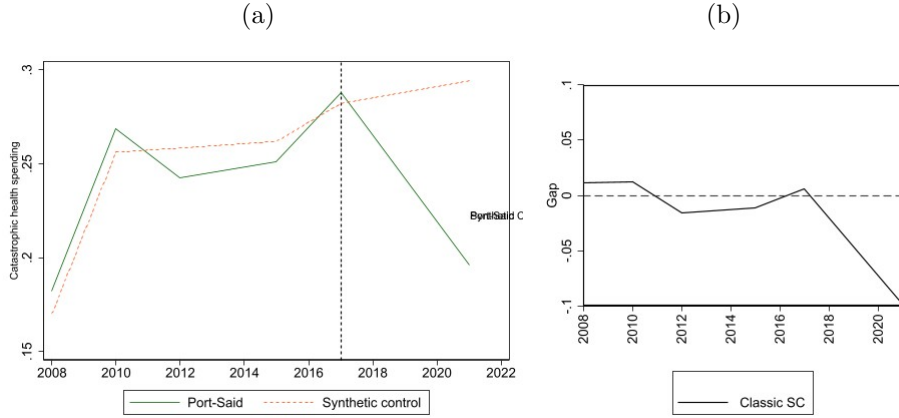 (a)
(b)
Catastrophic health spending
.3
.25
.2
.15
2008 2010 2012 2014 2016 2018 2020 2022
Port-Said Synthetic control
Gap
.1
.05
0
-.05
-.1
2008 2010 2012 2014 2016 2018 2020
Classic SC